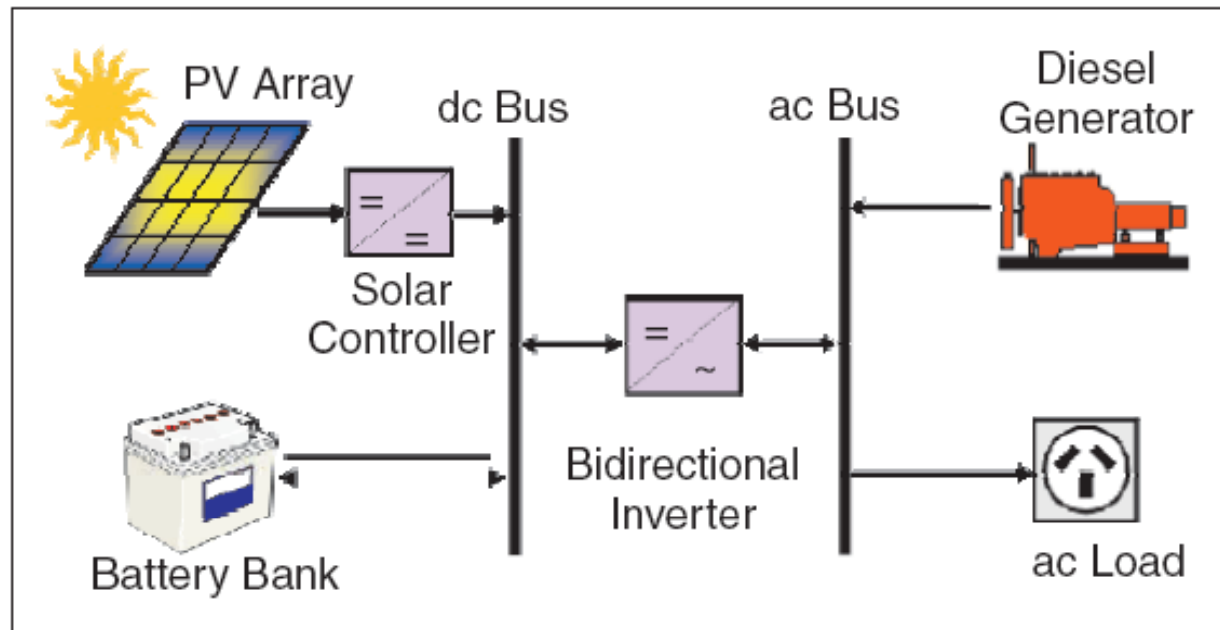 PV Array
dc Bus
ac Bus
Diesel
Generator
=
=
Solar
Controller
=
~
Bidirectional
Inverter
Battery Bank
ac Load